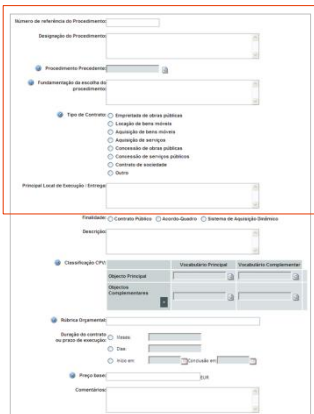 Número de referência do Procedimento:
Designação do Procedimento:
Procedimento Precedente:
Fundamentação da escolha do
procedimento:
Tipo de Contrato:
Empreitada de obras públicas
Locação de bens móveis
Aquisição de bens móveis
Aquisição de serviços
Concessão de obras públicas
Concessão de serviços públicos
Contrato de sociedade
Outro
Principal Local de Execução / Entrega:
Finalidade: Contrato Público Acordo-Quadro Sistema de Aquisição Dinâmico
Descrição:
Classificação CPV:
Vocabulário Principal Vocabulário Complementar
Objecto Principal
Objectos
Complementares
Rúbrica Orçamental:
Duração do contrato
ou prazo de execução:
Meses:
Dias:
Início em: Conclusão em:
Preço base: EUR
Comentários: